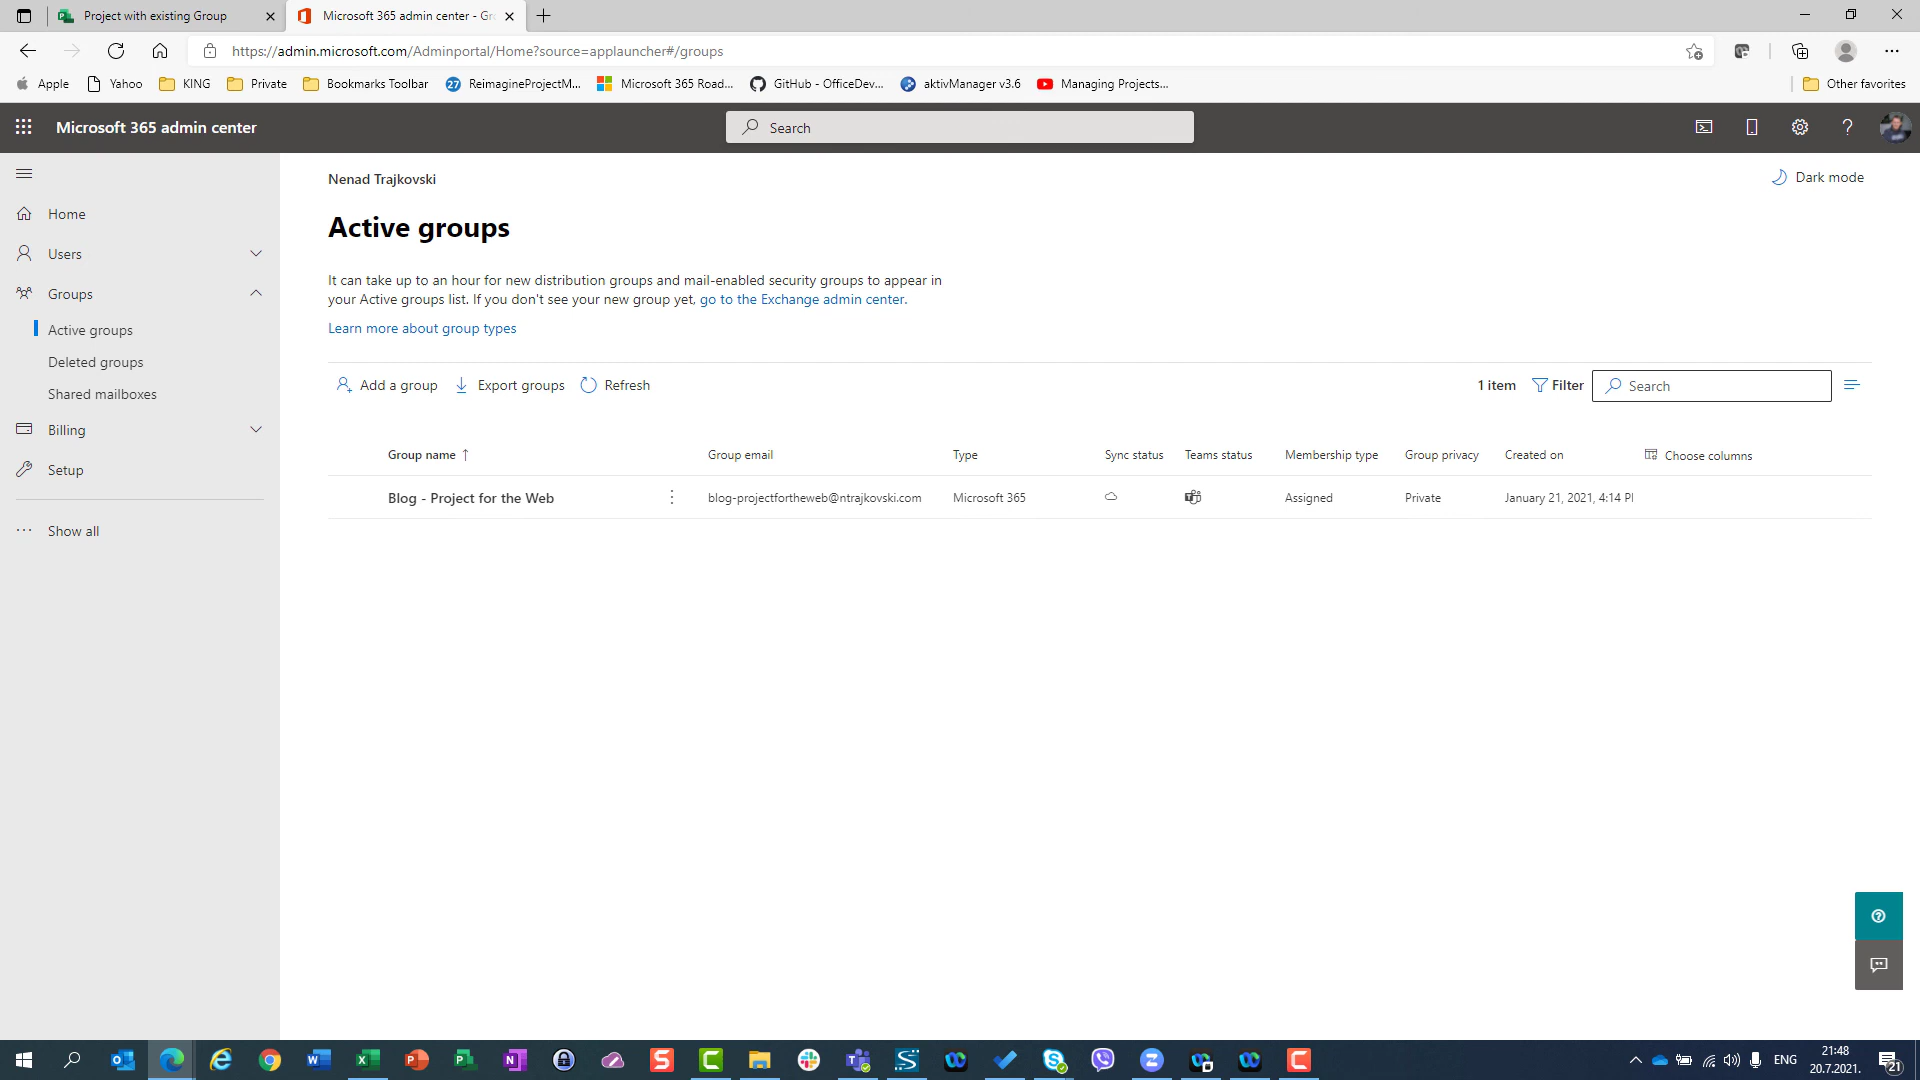 Project with existing Group
Microsoft 365 admin center - Gr
https://admin.microsoft.com/Adminportal/Home?source=applauncher#/groups
Apple
Yahoo
KING
Private
Bookmarks Toolbar
27
ReimagineProjectM...
Microsoft 365 Road...
GitHub - OfficeDev...
aktivManager v3.6
Managing Projects...
Other favorites
Microsoft 365 admin center
Search
Nenad Trajkovski
Dark mode
Home
Users
Groups
Active groups
Deleted groups
Shared mailboxes
Billing
Setup
Show all
Active groups
It can take up to an hour for new distribution groups and mail-enabled security groups to appear in
your Active groups list. If you don't see your new group yet, go to the Exchange admin center.
Learn more about group types
Add a group
Export groups
Refresh
1 item
Filter
Search
Group name ↑
Group email
Type
Sync status
Teams status
Membership type
Group privacy
Created on
Choose columns
Blog - Project for the Web
blog-projectfortheweb@ntrajkovski.com
Microsoft 365
Assigned
Private
January 21, 2021, 4:14 PI
ENG
21:48
20.7.2021.
21